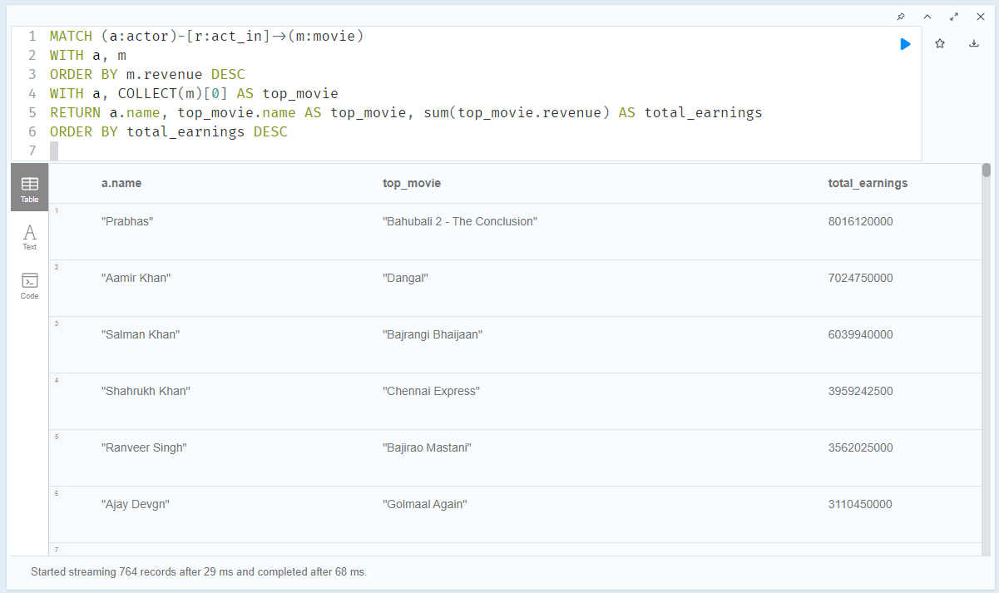 1 MATCH (a:actor)-[r:act_in]→(m:movie)
2 WITH a, m
3 ORDER BY m.revenue DESC
4 WITH a, COLLECT(m)[0] AS top_movie
5 RETURN a.name, top_movie.name AS top_movie, sum(top_movie.revenue) AS total_earnings
6 ORDER BY total_earnings DESC
7
Table
Text
Code
a.name top_movie total_earnings
1 "Prabhas" "Bahubali 2 - The Conclusion" 8016120000
2 "Aamir Khan" "Dangal" 7024750000
3 "Salman Khan" "Bajrangi Bhaijaan" 6039940000
4 "Shahrukh Khan" "Chennai Express" 3959242500
5 "Ranveer Singh" "Bajirao Mastani" 3562025000
6 "Ajay Devgn" "Golmaal Again" 3110450000
7
Started streaming 764 records after 29 ms and completed after 68 ms.